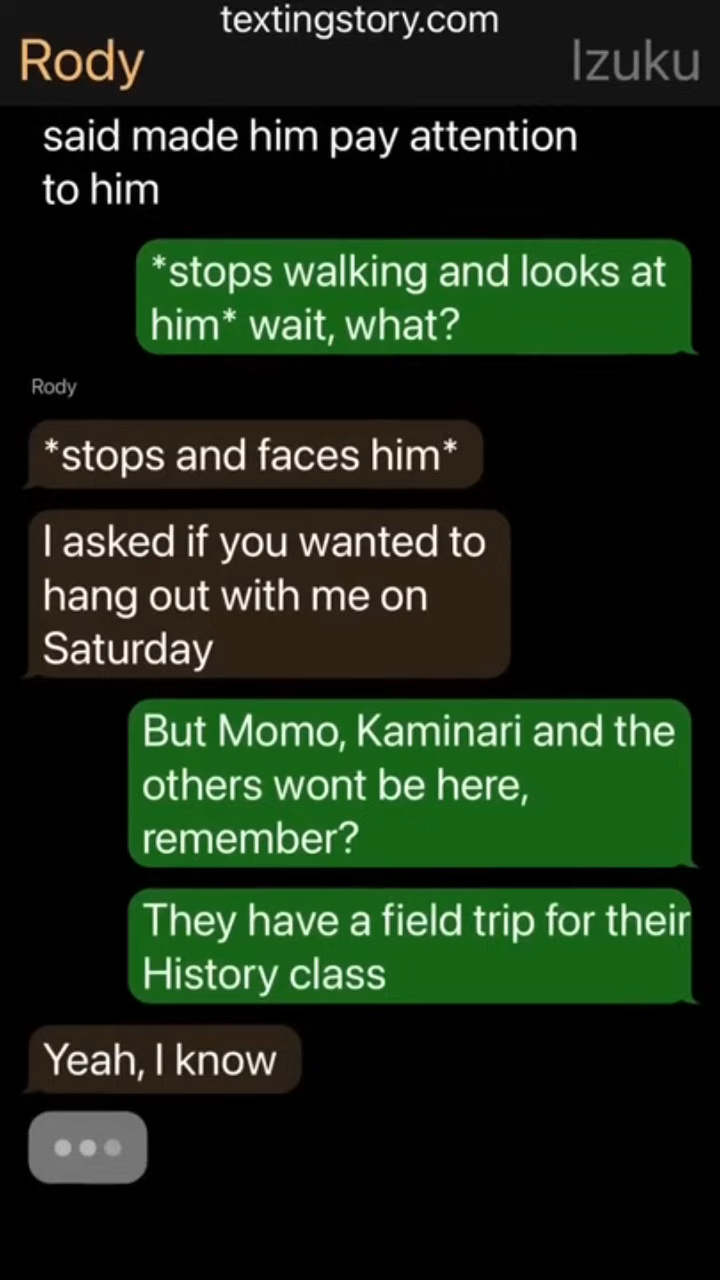 textingstory.com
Rody
Izuku
said made him pay attention
to him
*stops walking and looks at
him* wait, what?
Rody
*stops and faces him*
I asked if you wanted to
hang out with me on
Saturday
But Momo, Kaminari and the
others wont be here,
remember?
They have a field trip for their
History class
Yeah, I know